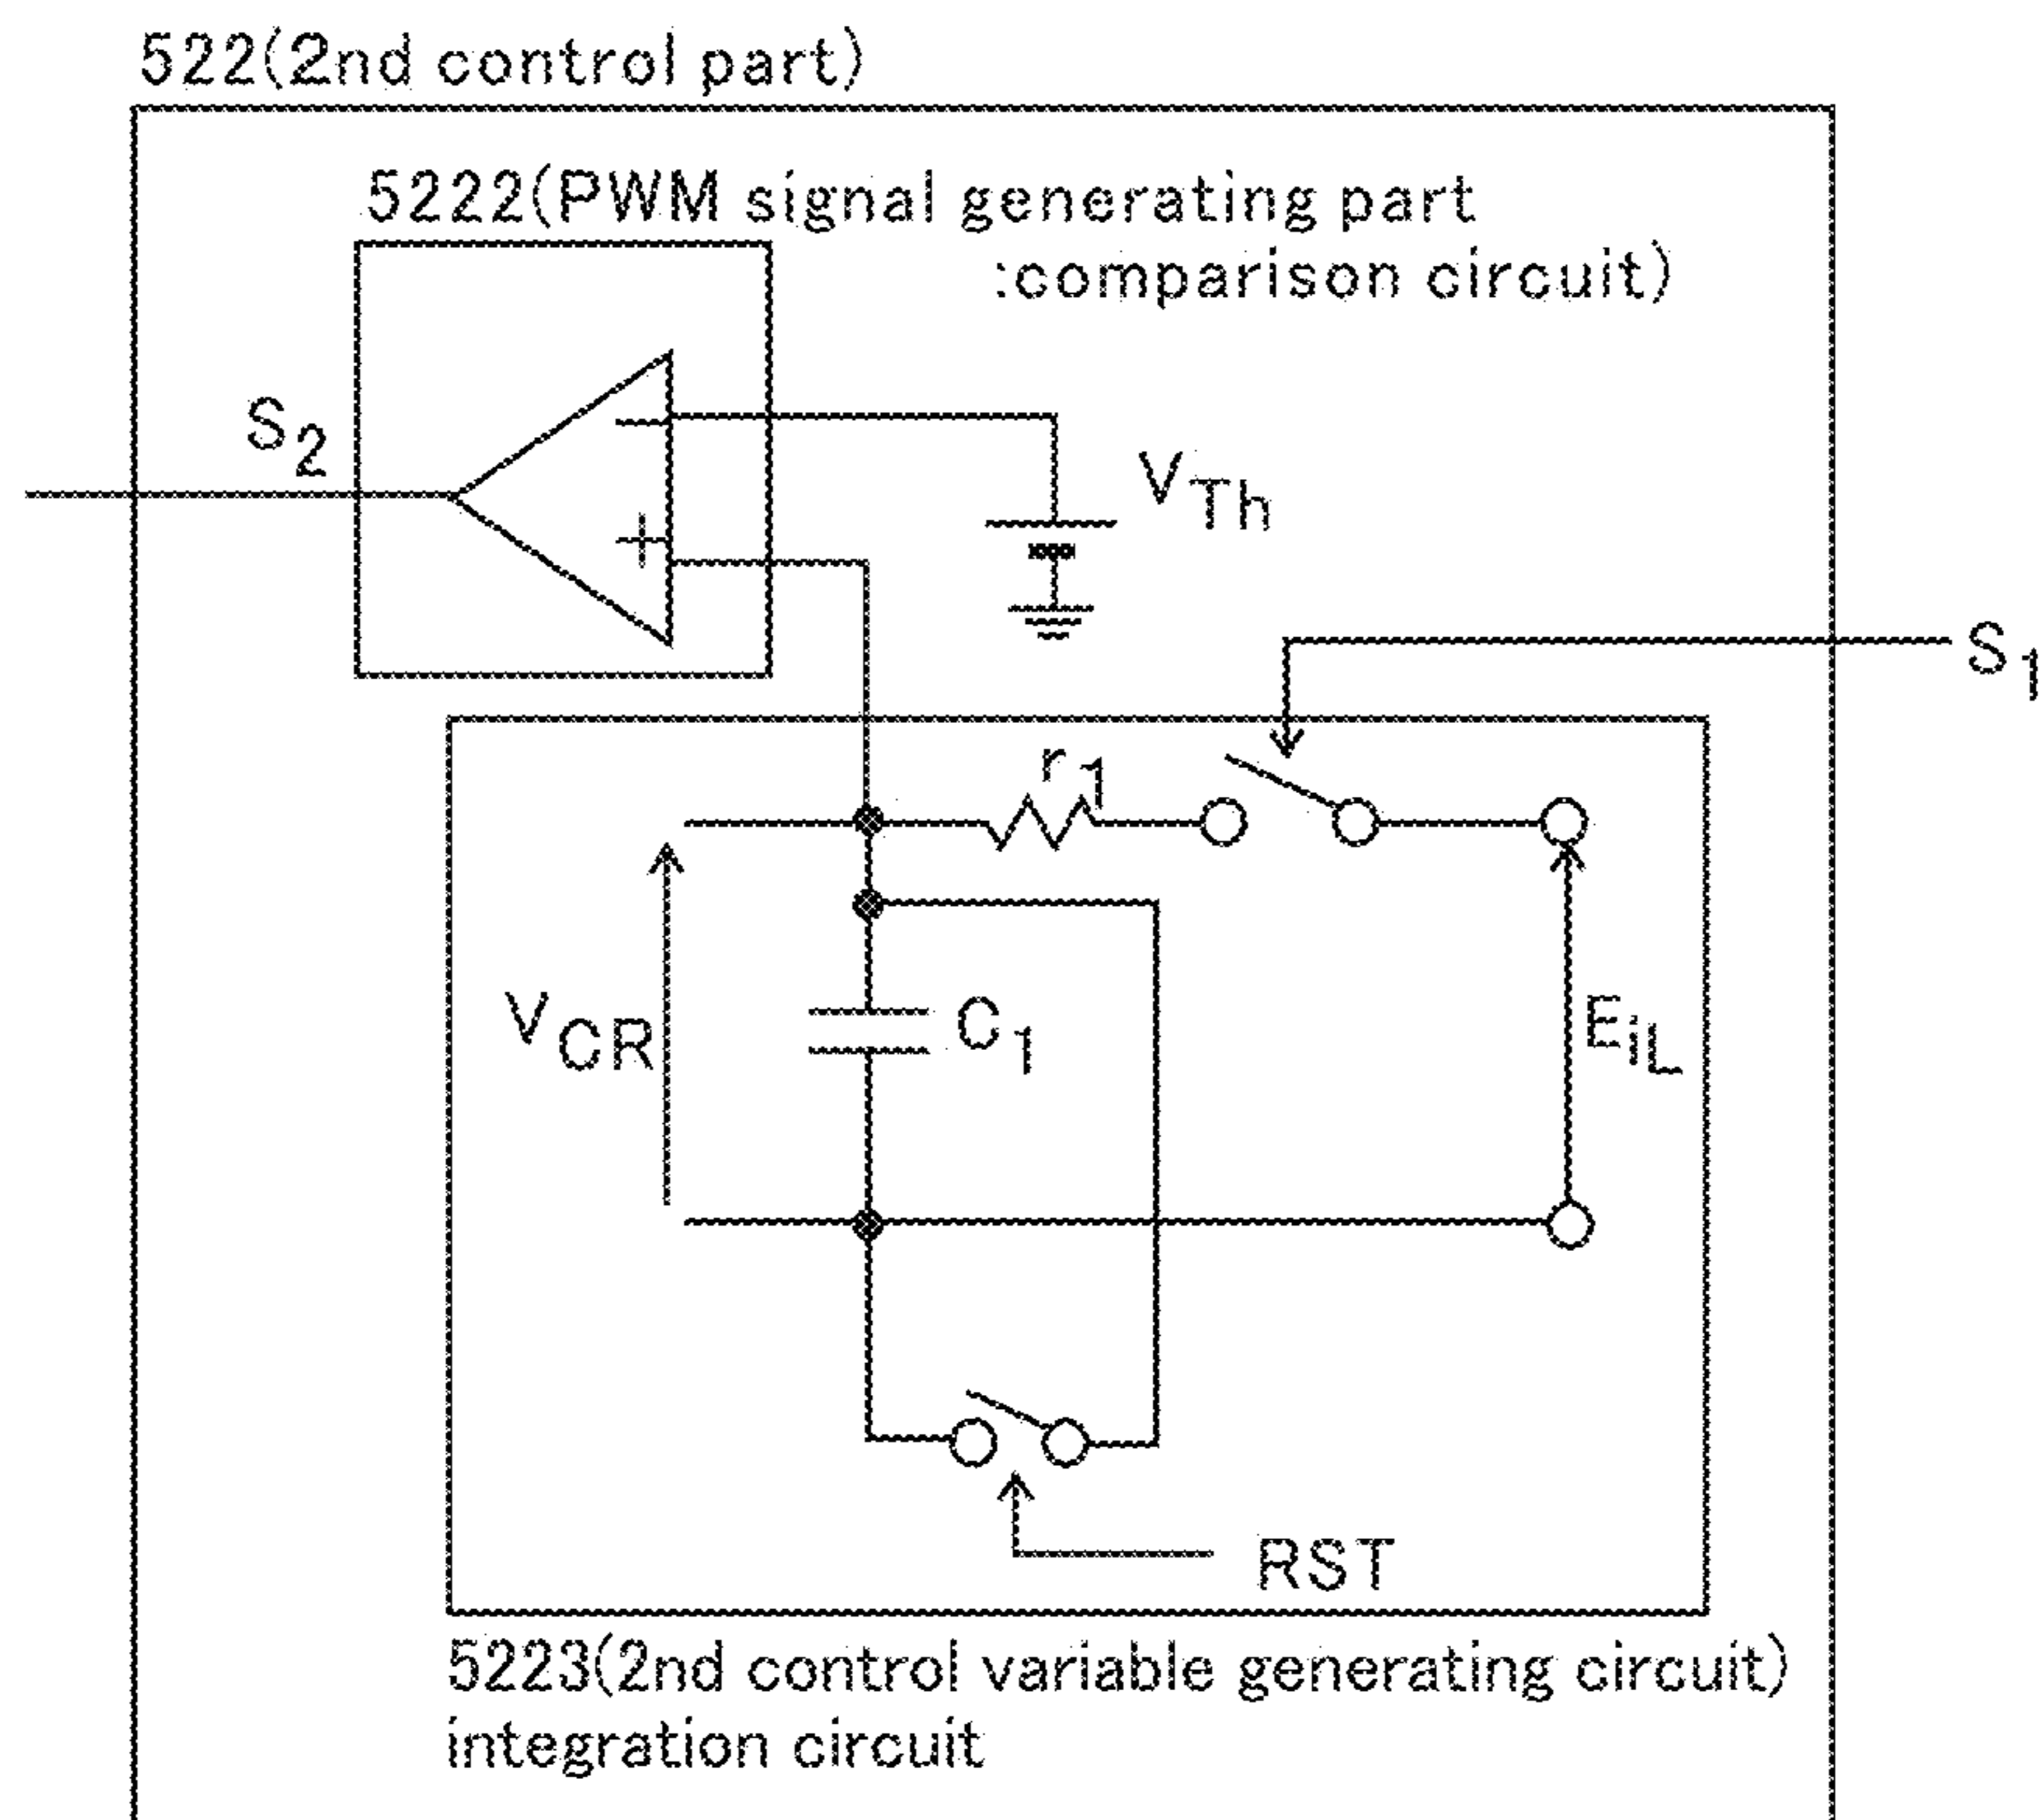 522(2nd control part)
5222(PWM signal generating part
:comparison circuit)
S2
−
+
VTh
S1
r1
VCR
C1
EiL
RST
5223(2nd control variable generating circuit)
integration circuit